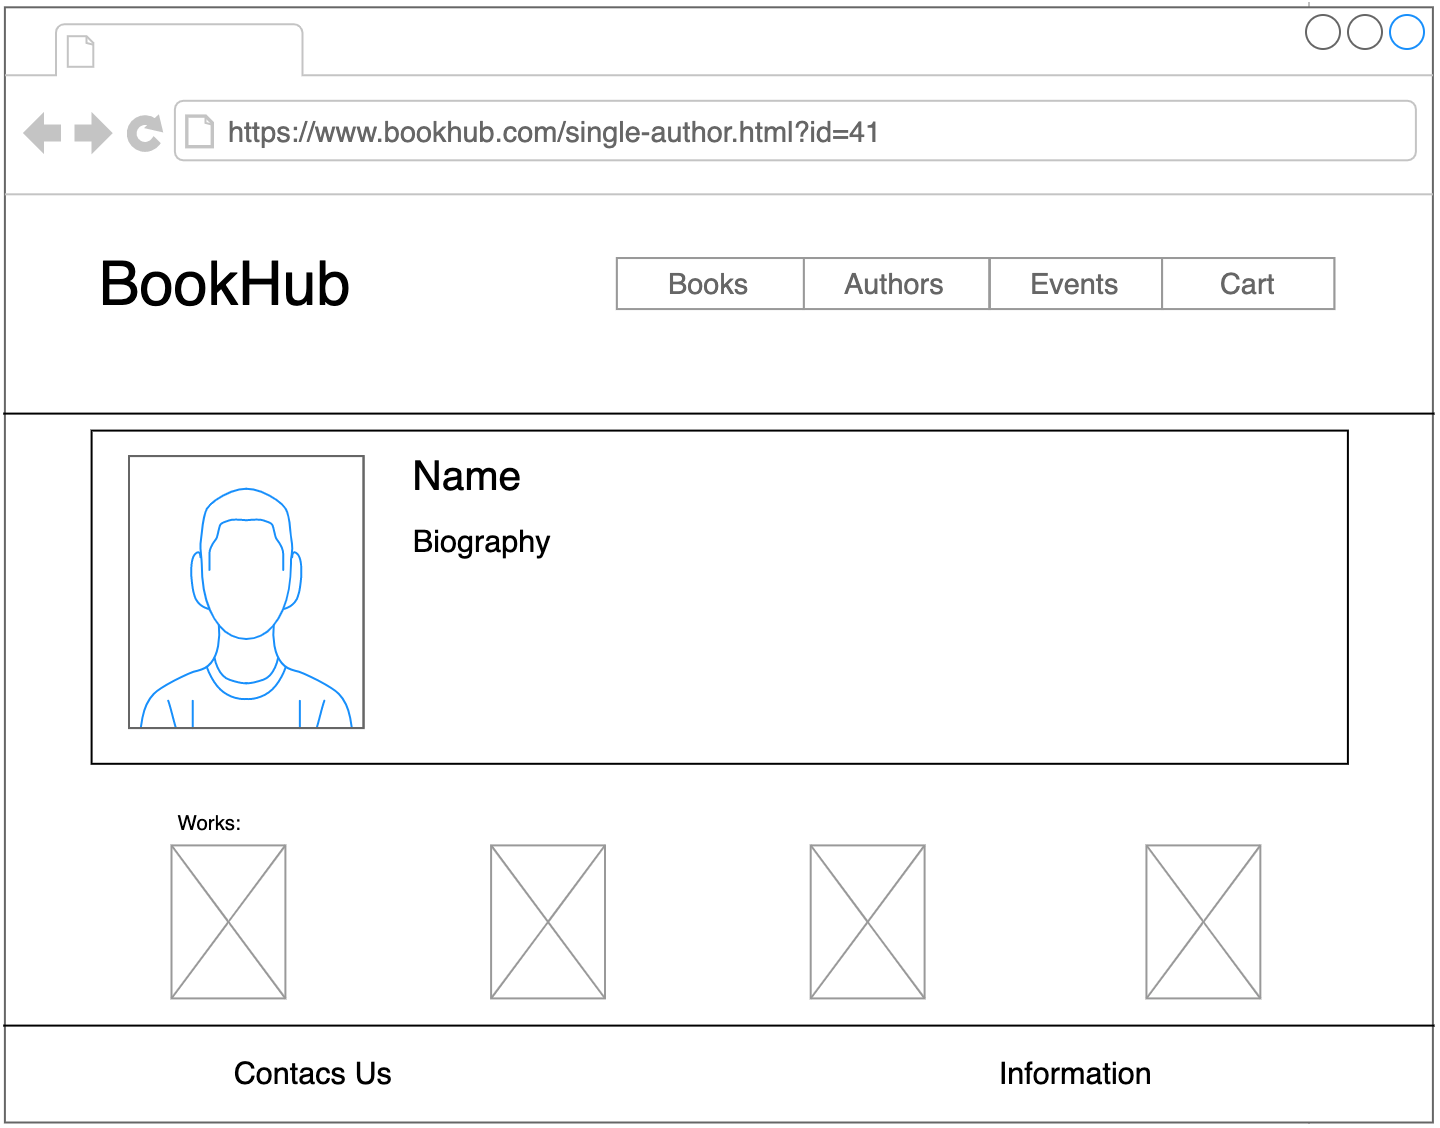 https://www.bookhub.com/single-author.html?id=41
BookHub
Books Authors Events Cart
Name
Biography
Works:
Contacs Us Information